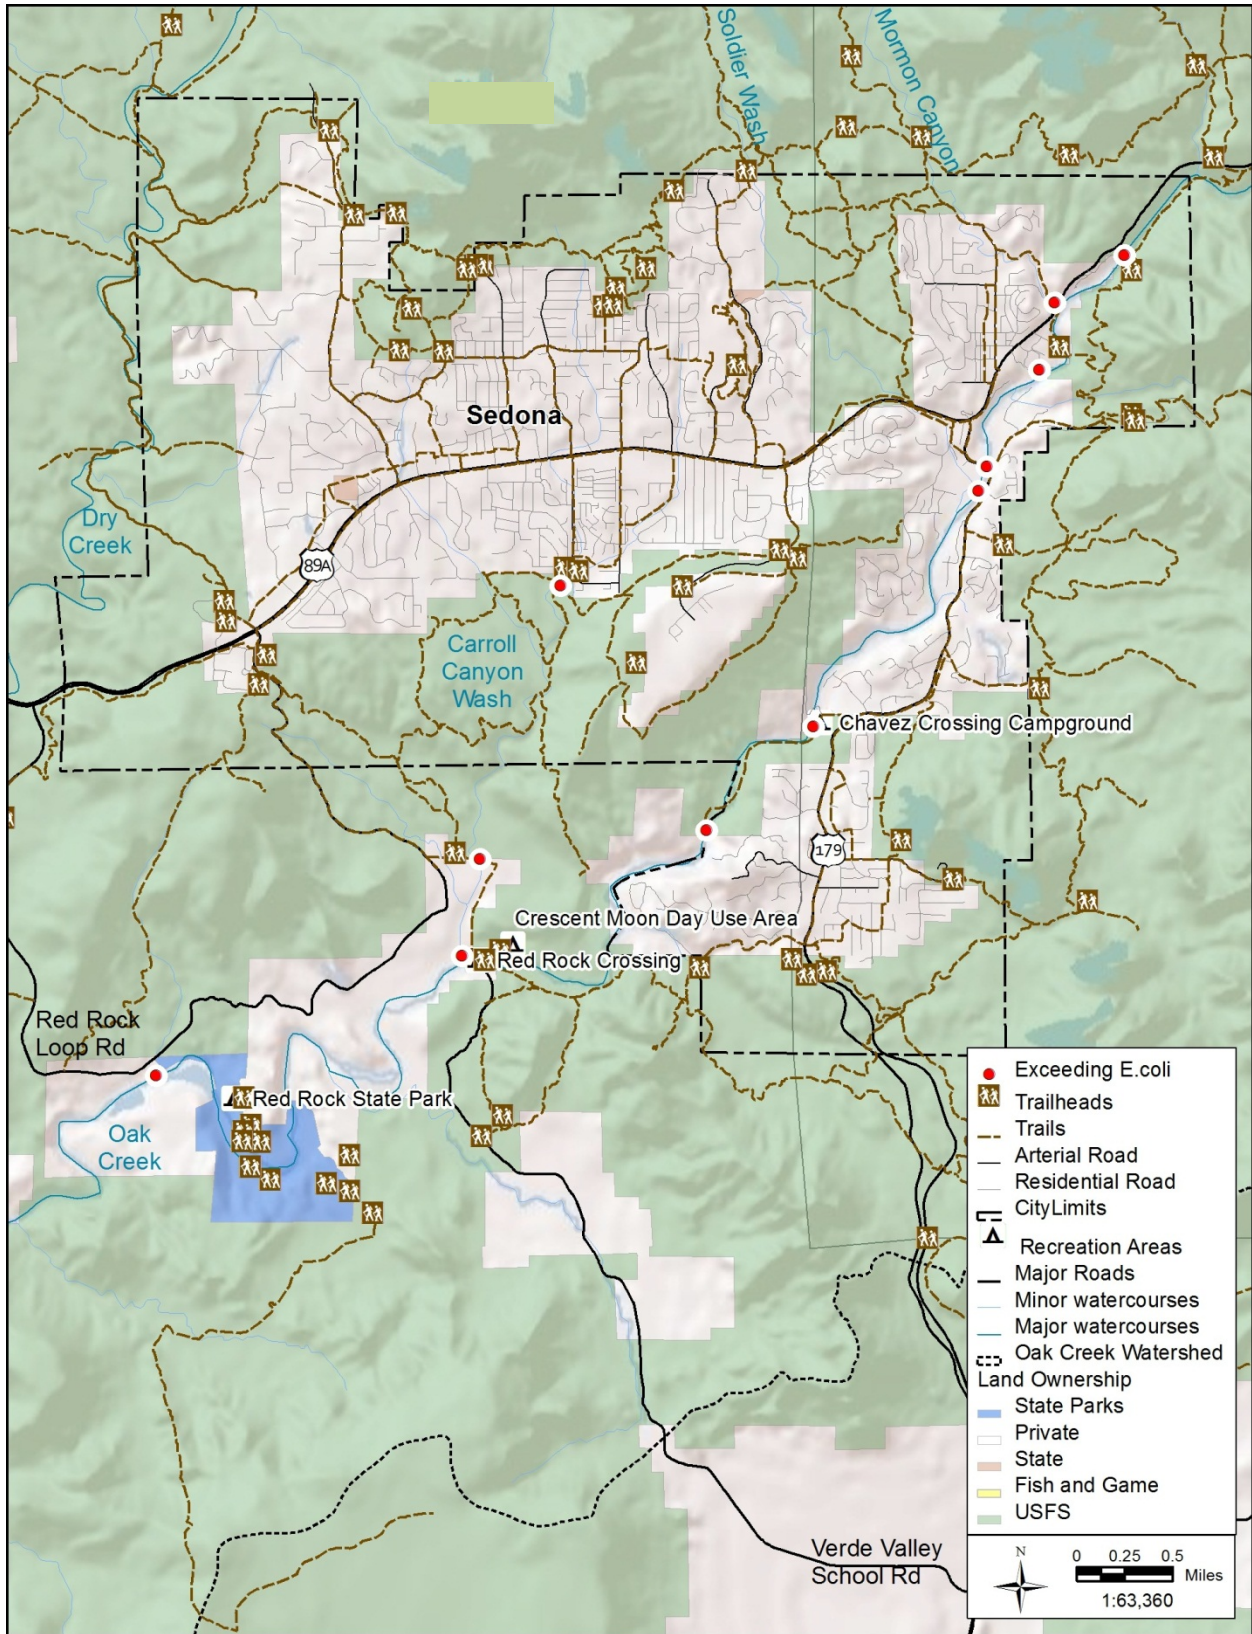 Soldier Wash
Mormon Canyon
Sedona
Dry
Creek
89A
Carroll
Canyon
Wash
Chavez Crossing Campground
179
Crescent Moon Day Use Area
Red Rock Crossing
Red Rock
Loop Rd
Red Rock State Park
Oak
Creek
Verde Valley
School Rd
Exceeding E.coli
Trailheads
Trails
Arterial Road
Residential Road
CityLimits
Recreation Areas
Major Roads
Minor watercourses
Major watercourses
Oak Creek Watershed
Land Ownership
State Parks
Private
State
Fish and Game
USFS
N
0 0.25 0.5
Miles
1:63,360